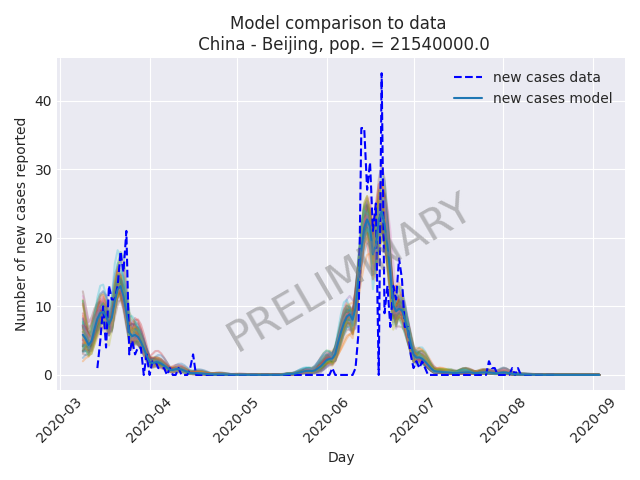 Model comparison to data
China - Beijing, pop. = 21540000.0
new cases data
new cases model
Number of new cases reported
40
30
20
10
0
PRELIMINARY
2020-03
2020-04
2020-05
2020-06
2020-07
2020-08
2020-09
Day